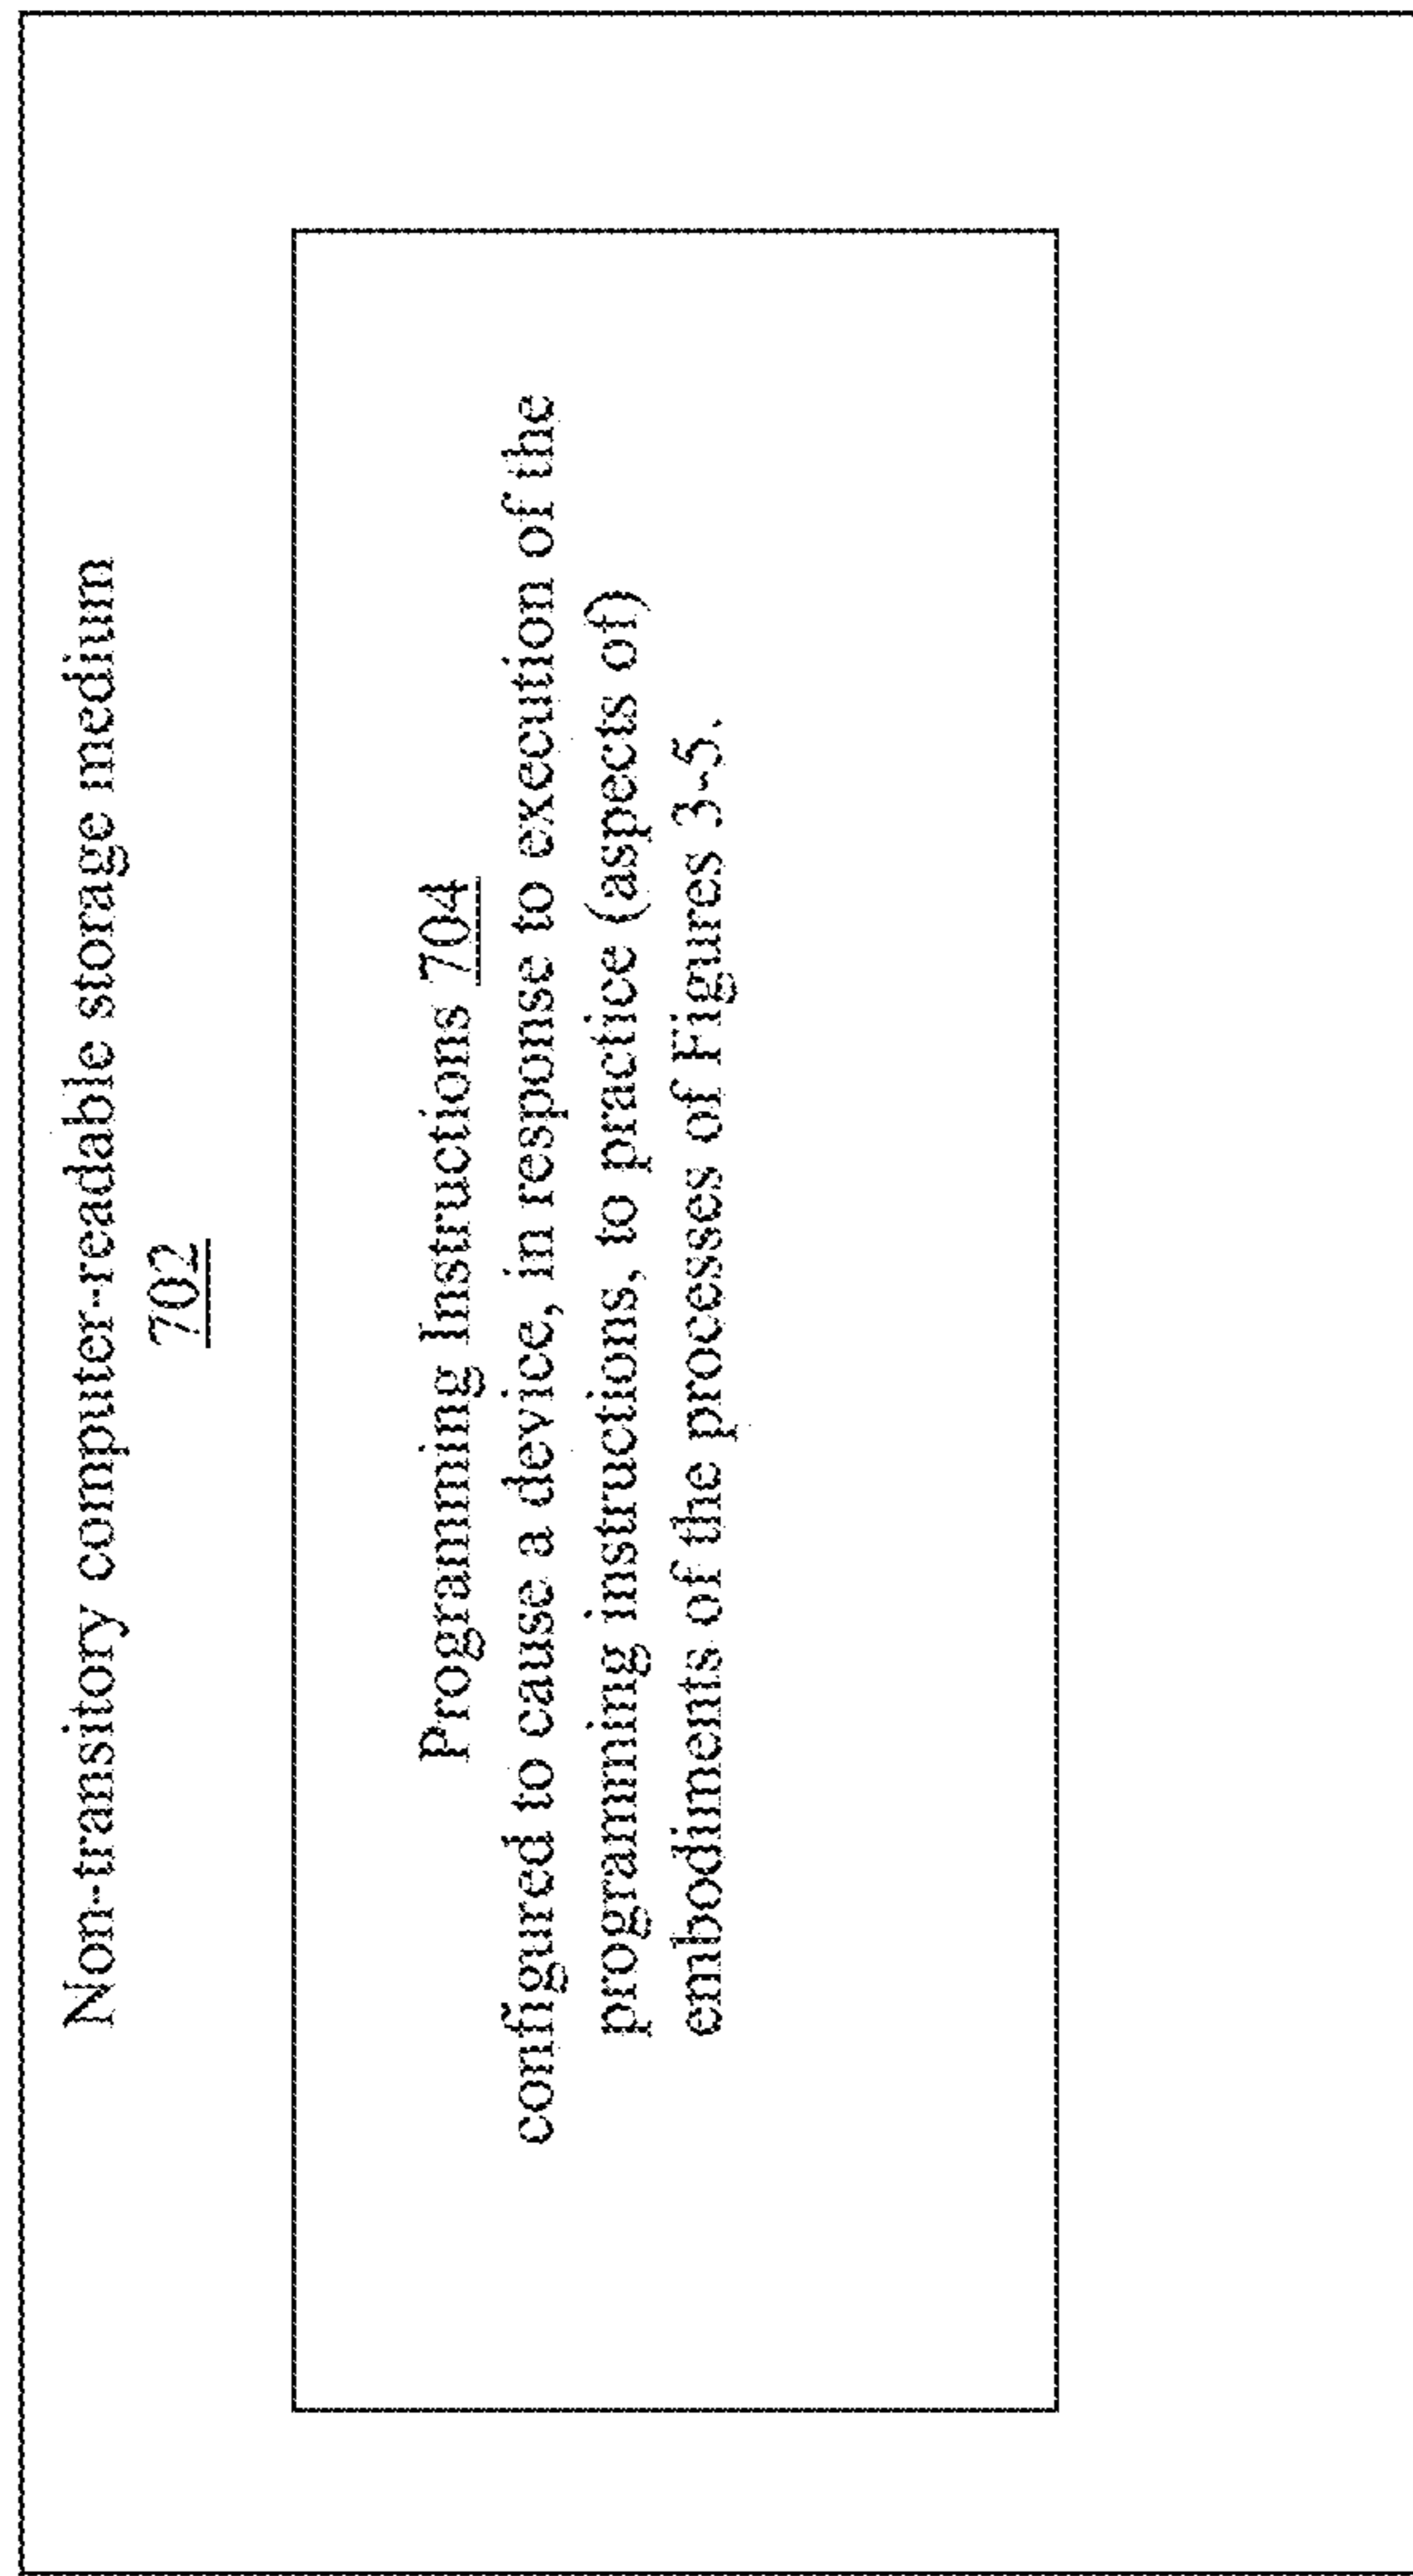 Non-transitory computer-readable storage medium
702
Programming Instructions 704
configured to cause a device, in response to execution of the
programming instructions, to practice (aspects of)
embodiments of the processes of Figures 3-5.